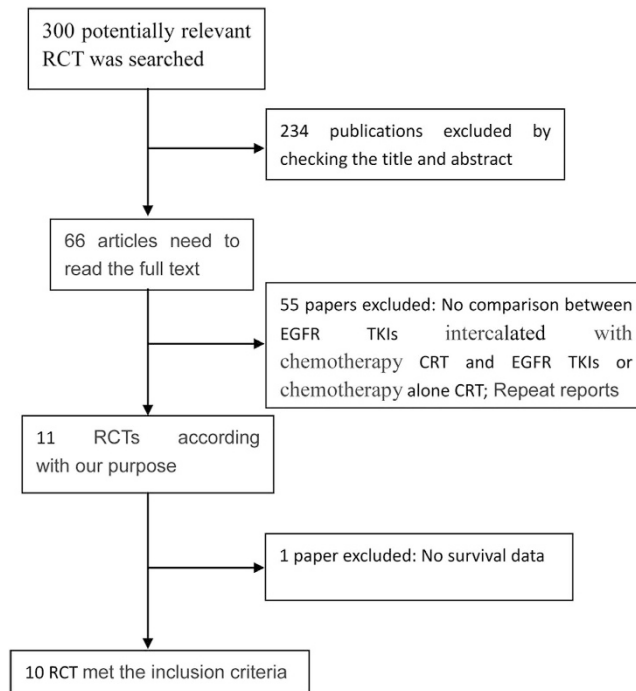 300 potentially relevant
RCT was searched
234 publications excluded by
checking the title and abstract
66 articles need to
read the full text
55 papers excluded: No comparison between
EGFR TKIs intercalated with
chemotherapy CRT and EGFR TKIs or
chemotherapy alone CRT; Repeat reports
11 RCTs according
with our purpose
1 paper excluded: No survival data
10 RCT met the inclusion criteria